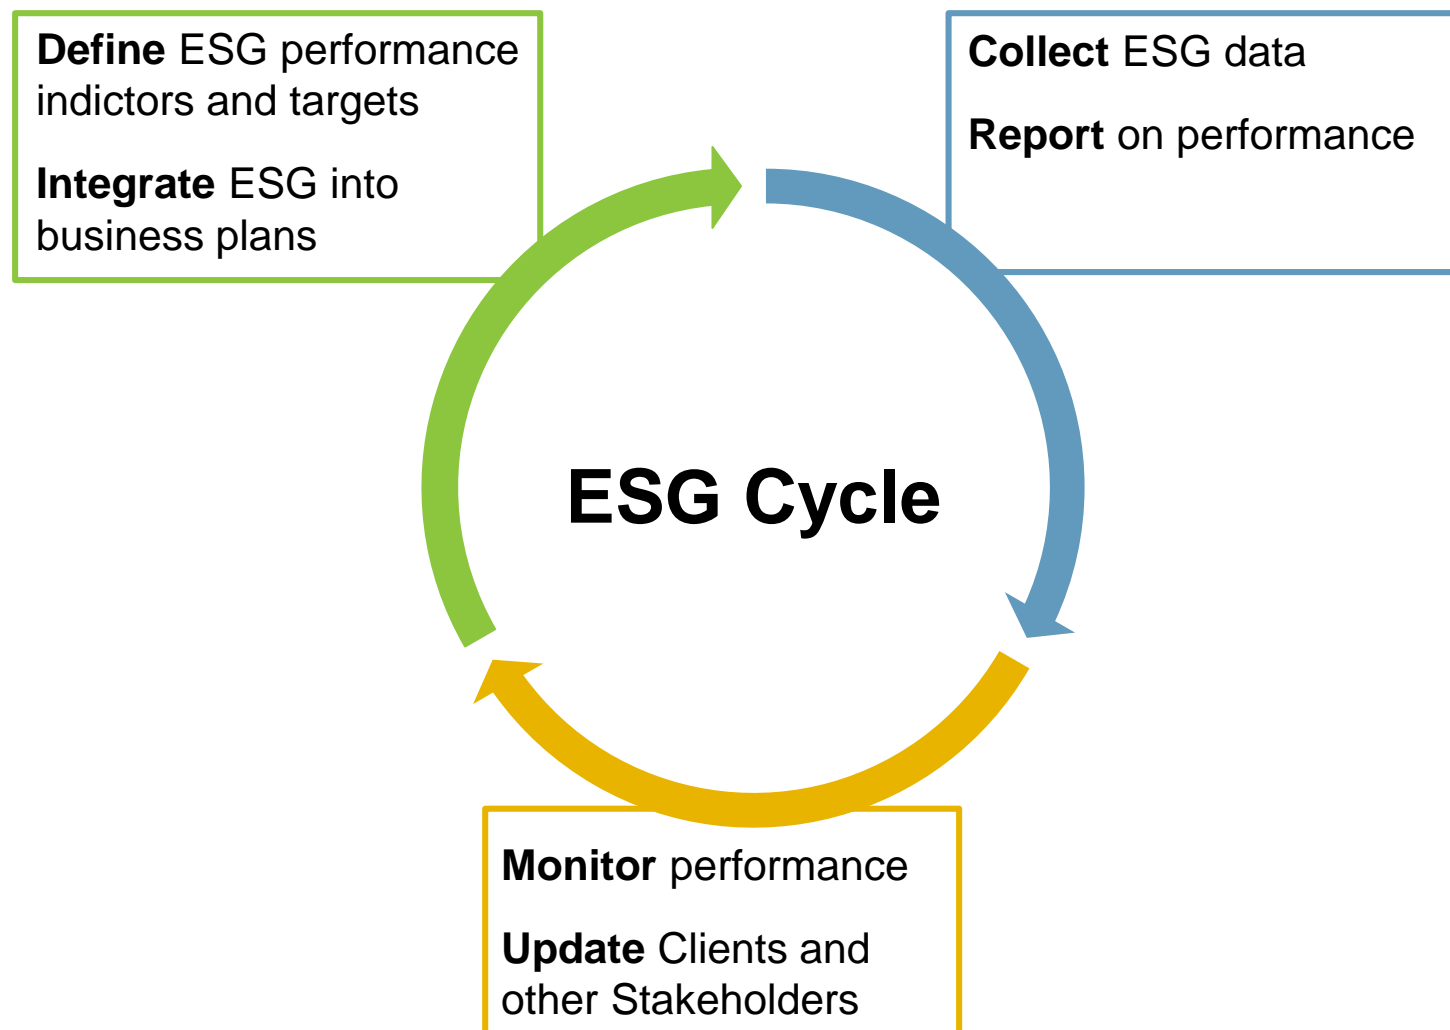 Define ESG performance
indictors and targets
Integrate ESG into
business plans
Collect ESG data
Report on performance
ESG Cycle
Monitor performance
Update Clients and
other Stakeholders